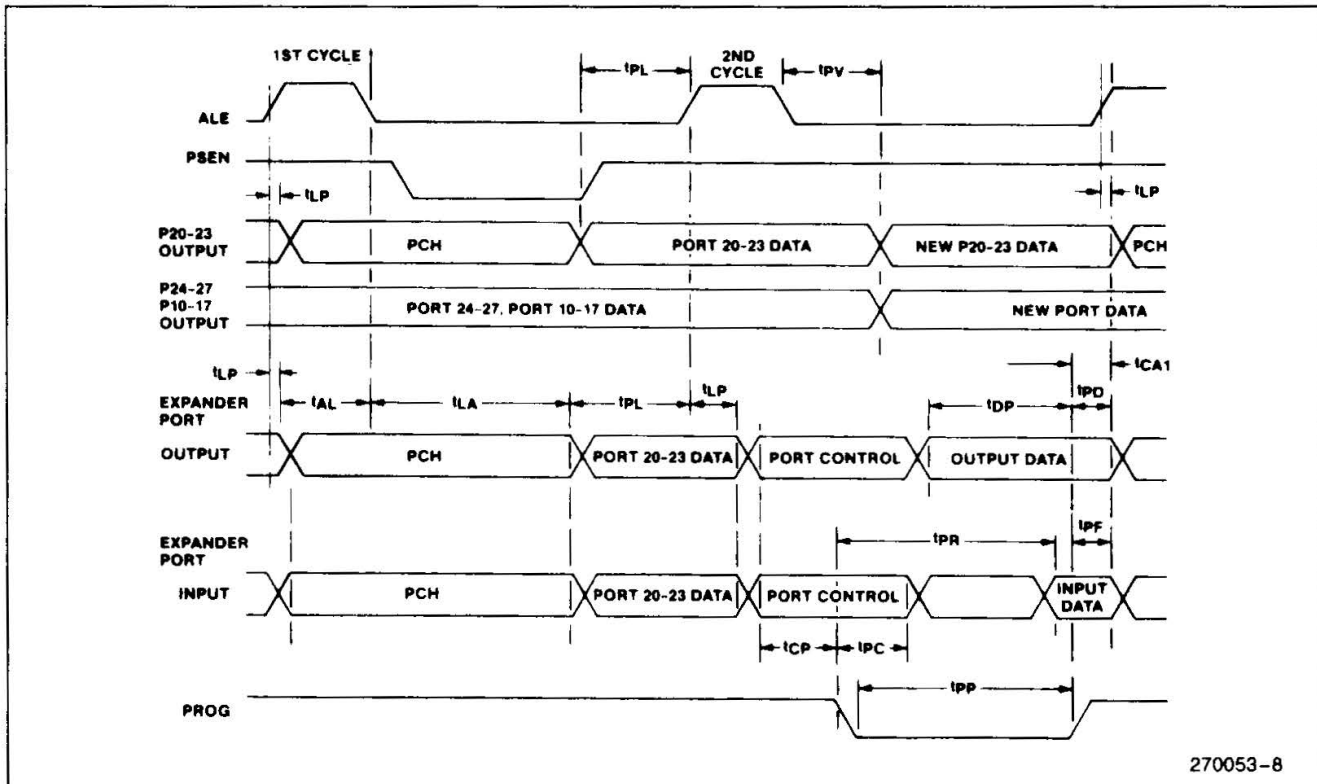 1ST CYCLE
2ND CYCLE
tPL
tPV
ALE
PSEN
tLP
tLP
P20-23 OUTPUT
PCH
PORT 20-23 DATA
NEW P20-23 DATA
PCH
P24-27
P10-17
OUTPUT
PORT 24-27, PORT 10-17 DATA
NEW PORT DATA
tCA1
tLP
tAL
tLA
tPL
tLP
tDP
tPD
EXPANDER PORT OUTPUT
PCH
PORT 20-23 DATA
PORT CONTROL
OUTPUT DATA
tPR
tPF
EXPANDER PORT INPUT
PCH
PORT 20-23 DATA
PORT CONTROL
INPUT DATA
tCP
tPC
tPP
PROG
270053-8